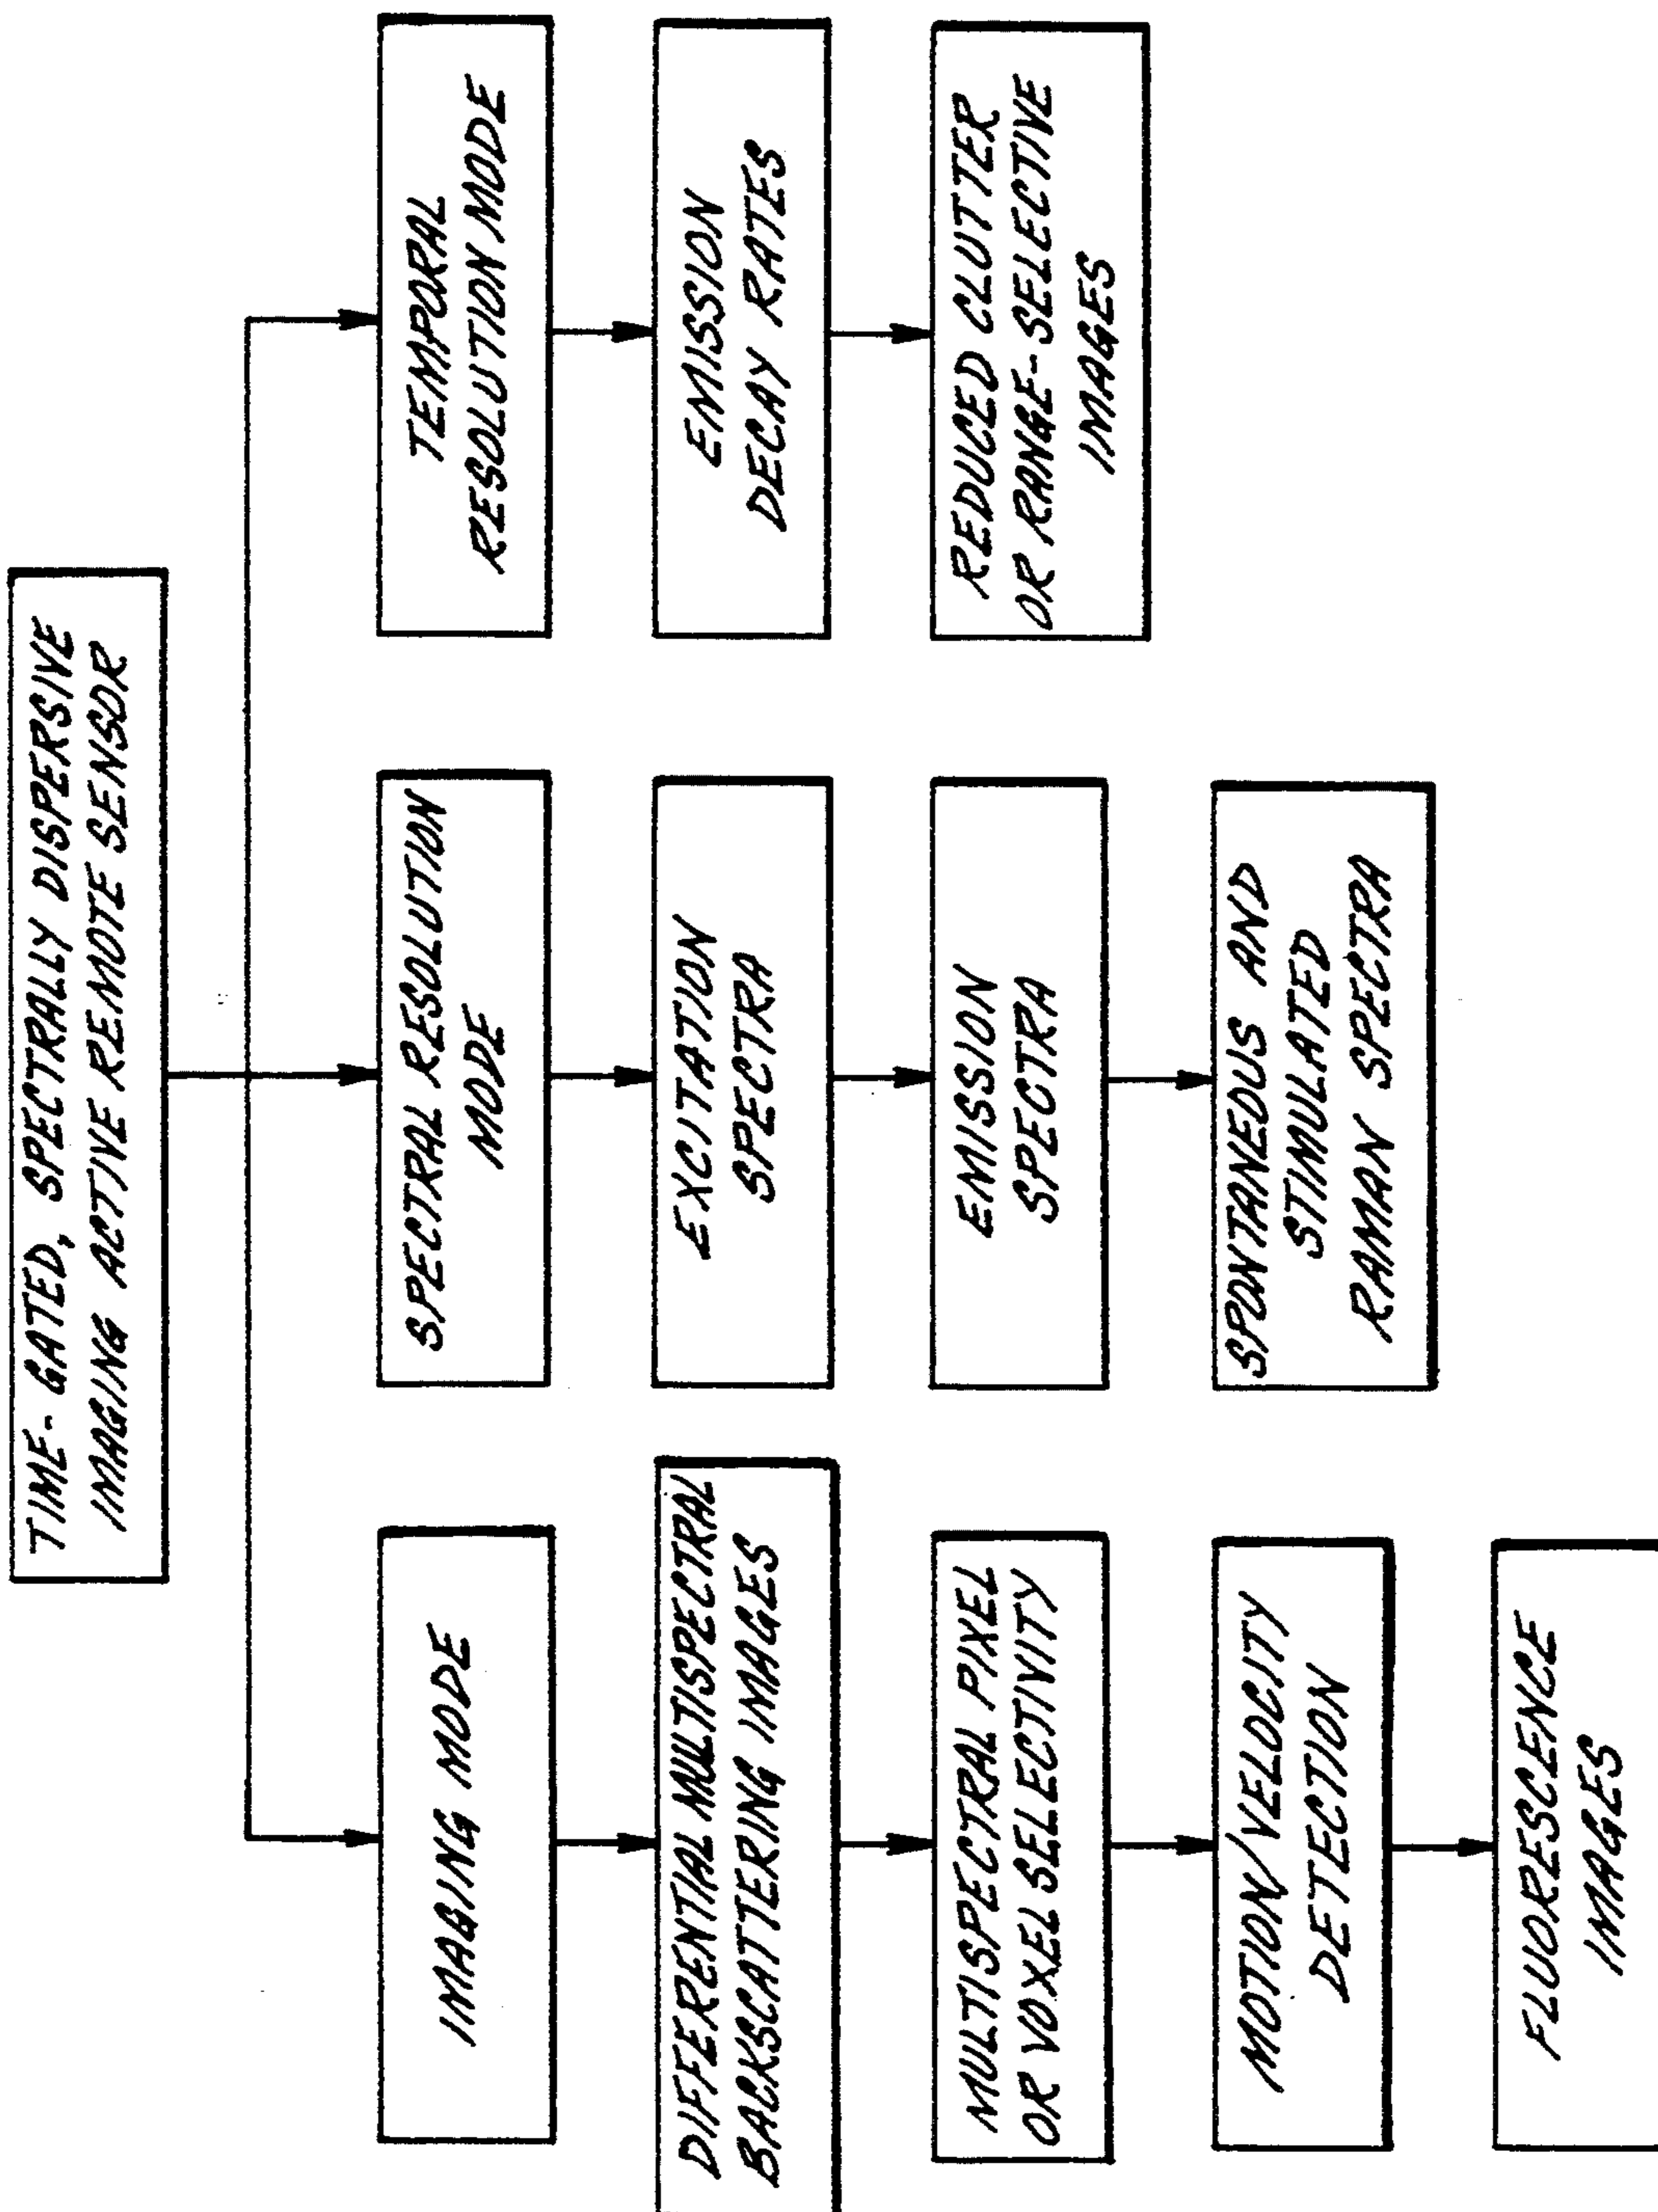 TIME-GATED, SPECTRALLY DISPERSIVE
IMAGING ACTIVE REMOTE SENSOR
IMAGING MODE
DIFFERENTIAL MULTISPECTRAL
BACKSCATTERING IMAGES
MULTISPECTRAL PIXEL
OR VOXEL SELECTIVITY
MOTION/VELOCITY
DETECTION
FLUORESCENCE
IMAGES
SPECTRAL RESOLUTION
MODE
EXCITATION
SPECTRA
EMISSION
SPECTRA
SPONTANEOUS AND
STIMULATED
RAMAN SPECTRA
TEMPORAL
RESOLUTION MODE
EMISSION
DECAY RATES
REDUCED CLUTTER
OR RANGE-SELECTIVE
IMAGES